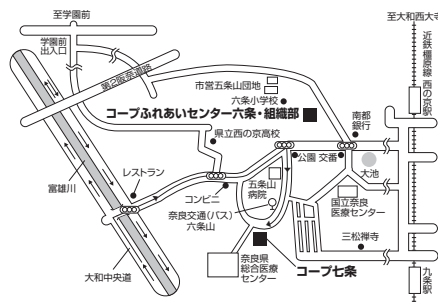 至学園前
至大和西大寺
学園前
出入口
第2阪奈道路
近鉄橿原線
西の京駅
市営五条山団地
六条小学校
コープふれあいセンター六条・組織部
南都
銀行
県立西の京高校
公園
交番
大池
富雄川
レストラン
コンビニ
五条山
病院
国立奈良
医療センター
奈良交通(バス)
六条山
三松禅寺
大和中央道
奈良県
総合医療
センター
コープ七条
九条駅